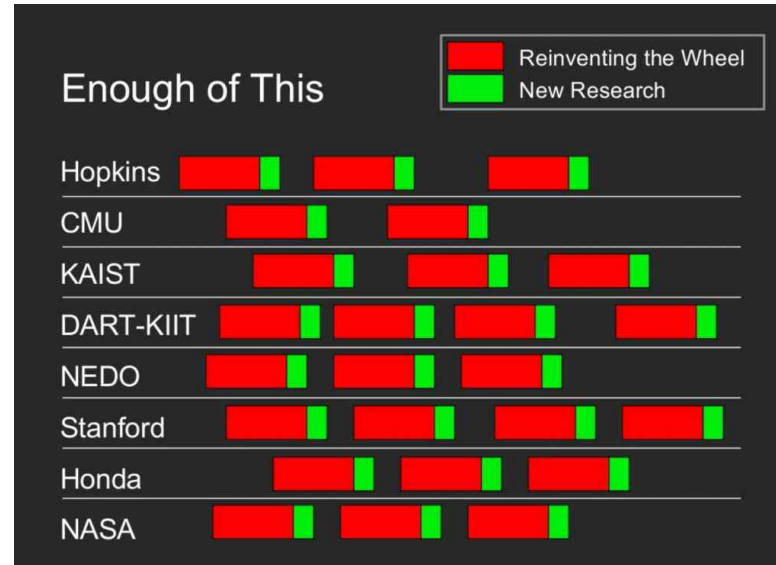 Enough of This
Reinventing the Wheel
New Research
Hopkins
CMU
KAIST
DART-KIIT
NEDO
Stanford
Honda
NASA